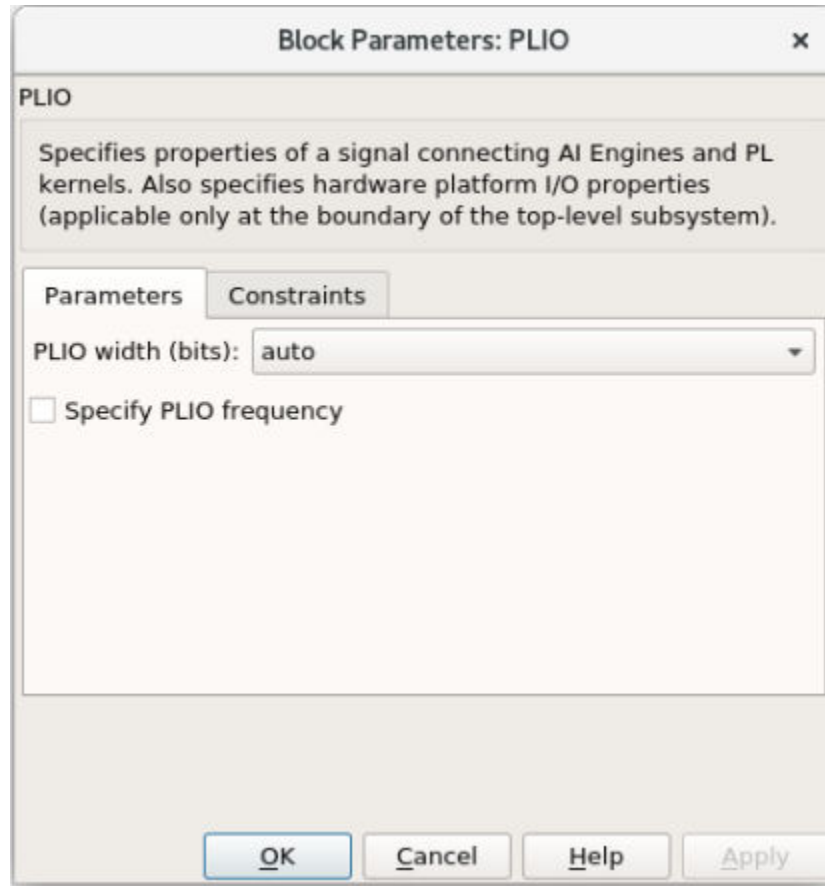 Block Parameters: PLIO
PLIO
Specifies properties of a signal connecting AI Engines and PL
kernels. Also specifies hardware platform I/O properties
(applicable only at the boundary of the top-level subsystem).
Parameters Constraints
PLIO width (bits): auto
Specify PLIO frequency
OK Cancel Help Apply